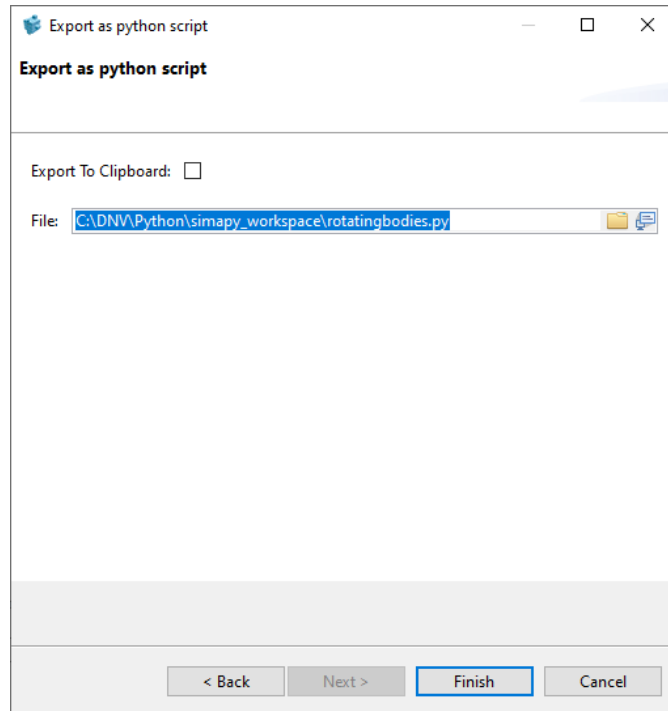 Export as python script
Export as python script
Export To Clipboard:
File: C:\DNV\Python\simapy_workspace\rotatingbodies.py
< Back Next > Finish Cancel